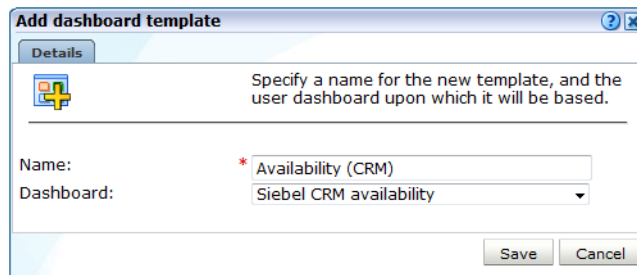 Add dashboard template
Details
Specify a name for the new template, and the
user dashboard upon which it will be based.
Name: * Availability (CRM)
Dashboard: Siebel CRM availability
Save Cancel